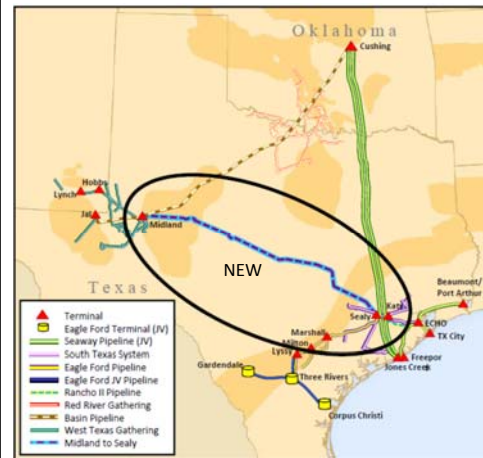 Oklahoma
Cushing
Hobbs
Lynch
Jal
Midland
NEW
Texas
Beaumont/
Port Arthur
Katy
Sealy
ECHO
TX City
Marshall
Milton
Lyssy
Freepor
Jones Creek
Gardendale
Three Rivers
Corpus Christi
Terminal
Eagle Ford Terminal (JV)
Seaway Pipeline (JV)
South Texas System
Eagle Ford Pipeline
Eagle Ford JV Pipeline
Rancho II Pipeline
Red River Gathering
Basin Pipeline
West Texas Gathering
Midland to Sealy